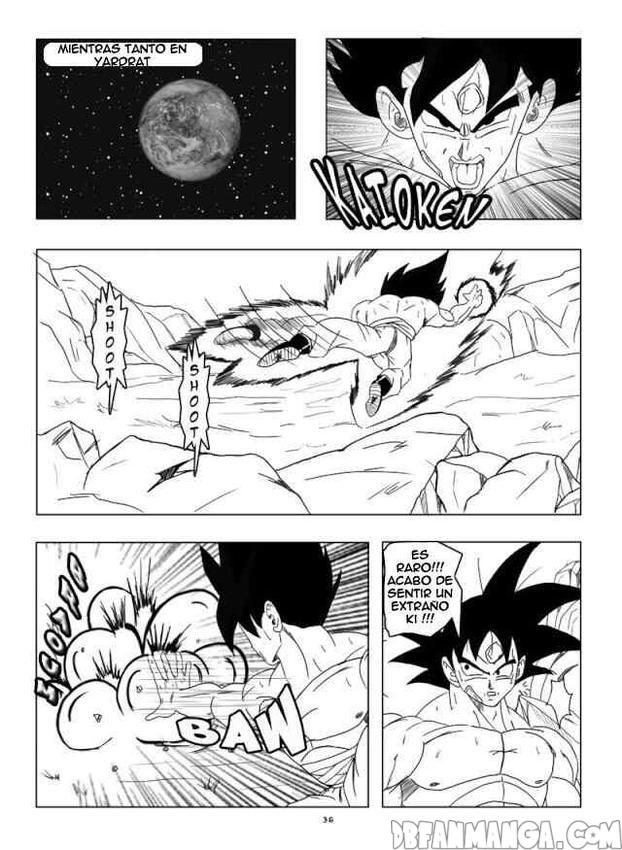 MIENTRAS TANTO EN
YARDRAT
KAIOKEN
SHOOT
SHOOT
ES
RARO!!!
ACABO DE
SENTIR UN
EXTRAÑO
KI !!!
BAW
36
DBFANMANGA.COM